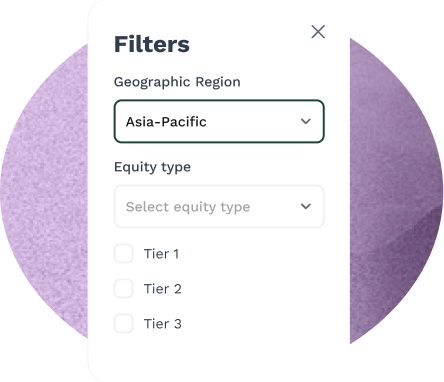 Filters
Geographic Region
Asia-Pacific
Equity type
Select equity type
Tier 1
Tier 2
Tier 3